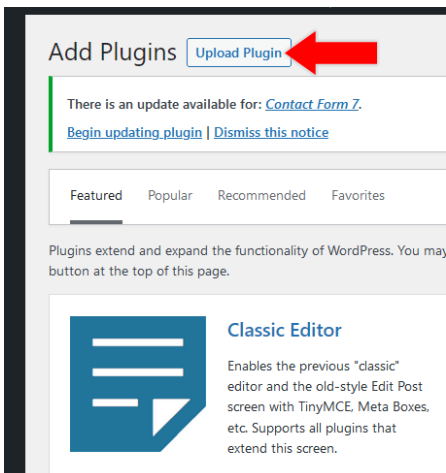 Add Plugins Upload Plugin
There is an update available for: Contact Form 7.
Begin updating plugin | Dismiss this notice
Featured Popular Recommended Favorites
Plugins extend and expand the functionality of WordPress. You may
button at the top of this page.
Classic Editor
Enables the previous "classic"
editor and the old-style Edit Post
screen with TinyMCE, Meta Boxes,
etc. Supports all plugins that
extend this screen.